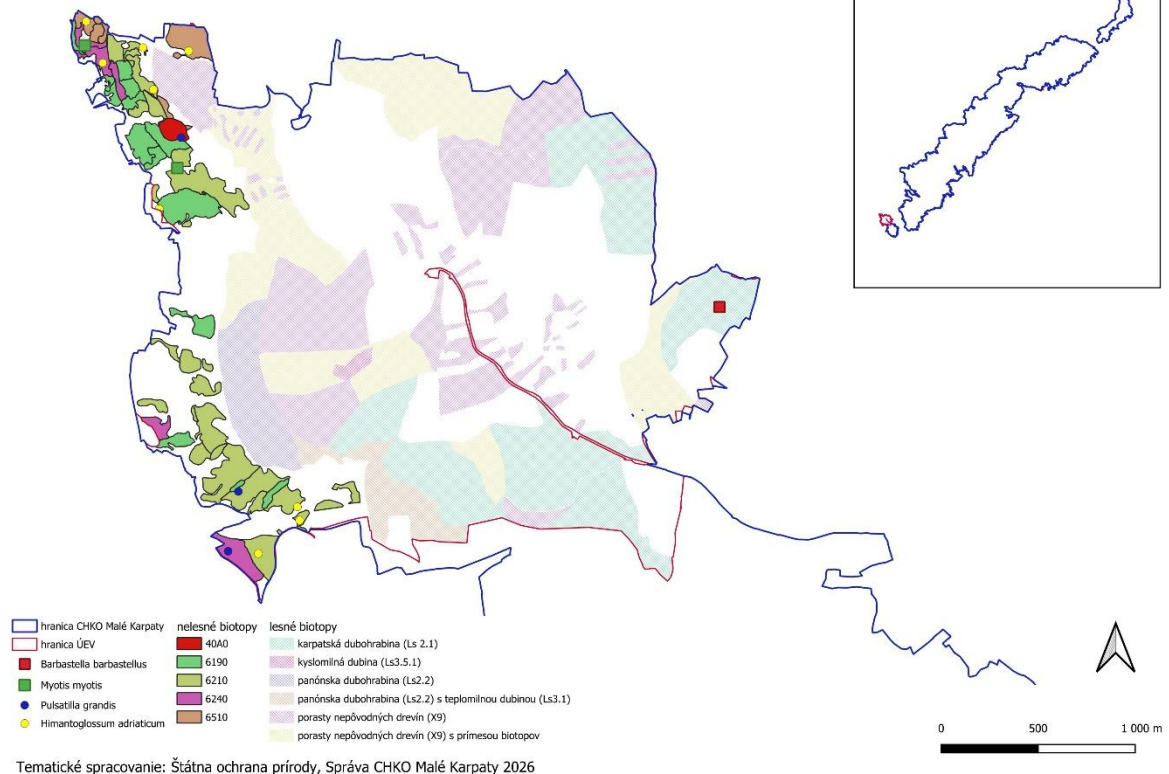 hranica CHKO Malé Karpaty
hranica ÚEV
Barbastella barbastellus
Myotis myotis
Pulsatilla grandis
Himantoglossum adriaticum
nelesné biotopy
40A0
6190
6210
6240
6510
lesné biotopy
karpatská dubohrabina (Ls 2.1)
kyslomilná dubina (Ls3.5.1)
panónska dubohrabina (Ls2.2)
panónska dubohrabina (Ls2.2) s teplomilnou dubinou (Ls3.1)
porasty nepôvodných drevín (X9)
porasty nepôvodných drevín (X9) s prímesou biotopov
0 500 1 000 m
Tematické spracovanie: Štátna ochrana prírody, Správa CHKO Malé Karpaty 2026